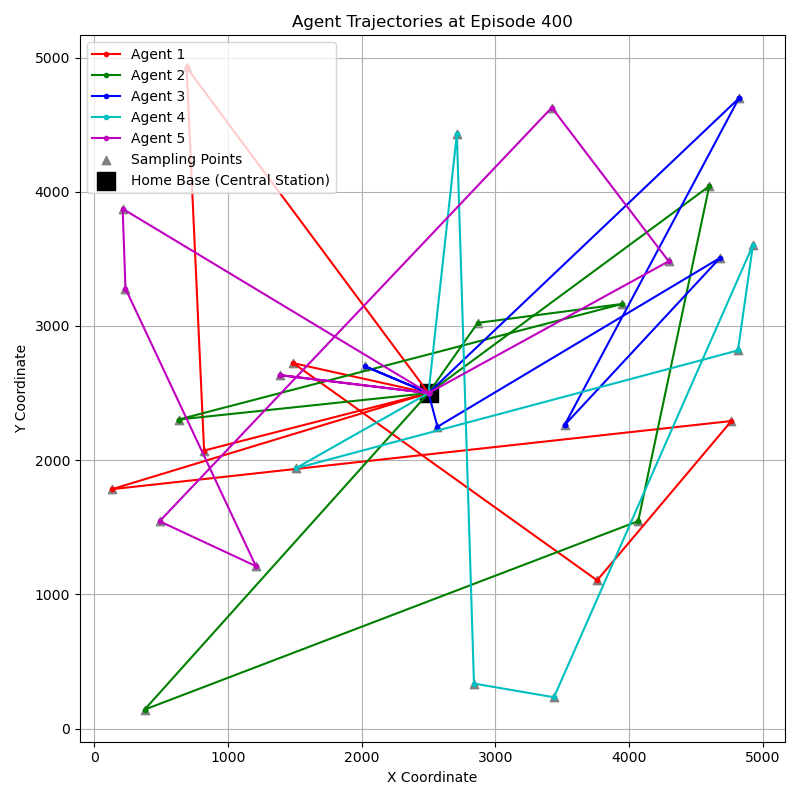 Agent Trajectories at Episode 400
Agent 1
Agent 2
Agent 3
Agent 4
Agent 5
Sampling Points
Home Base (Central Station)
Y Coordinate
5000
4000
3000
2000
1000
0
0 1000 2000 3000 4000 5000
X Coordinate